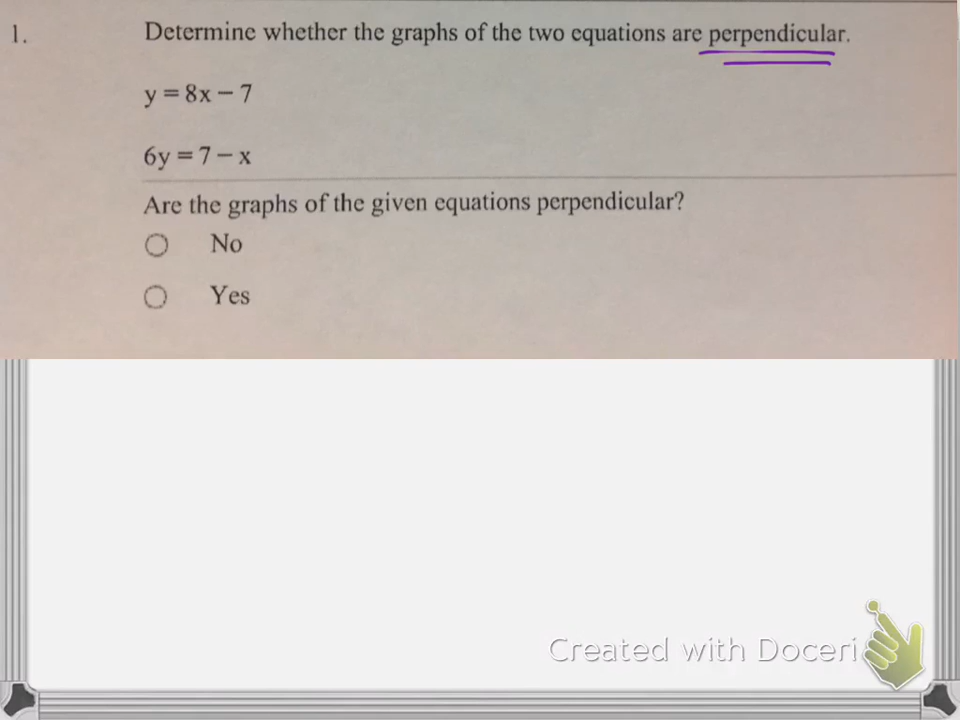 1. Determine whether the graphs of the two equations are perpendicular.
y = 8x − 7
6y = 7 − x
Are the graphs of the given equations perpendicular?
No
Yes
Created with Doceri